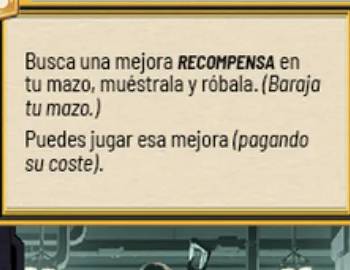 Busca una mejora RECOMPENSA en
tu mazo, muéstrala y róbala. (Baraja
tu mazo.)
Puedes jugar esa mejora (pagando
su coste).